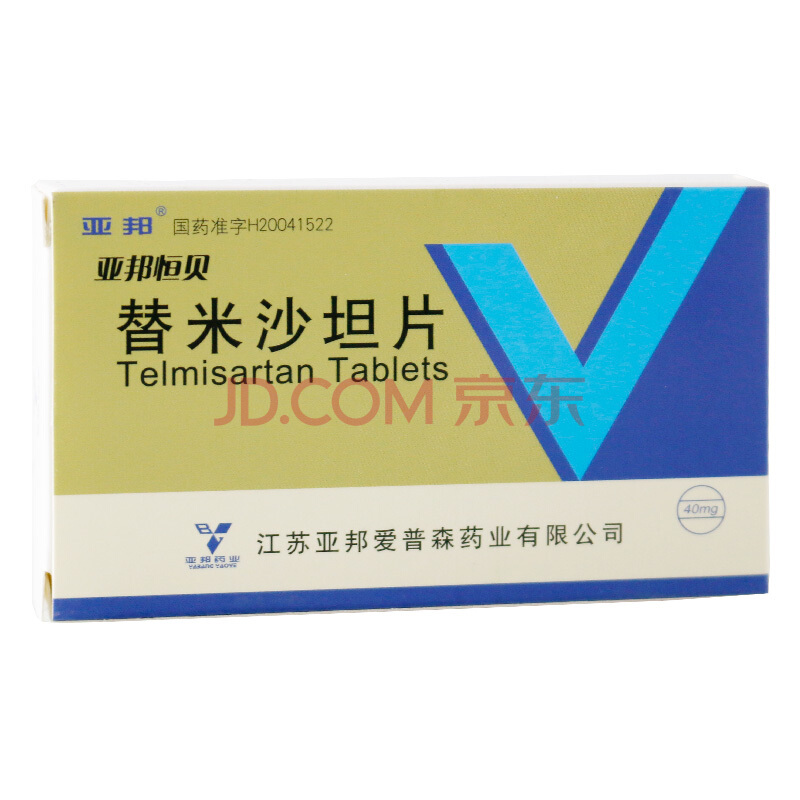 亚邦® 国药准字H20041522
亚邦恒贝
替米沙坦片
Telmisartan Tablets
JD.COM 京东
40mg
亚邦药业
江苏亚邦爱普森药业有限公司